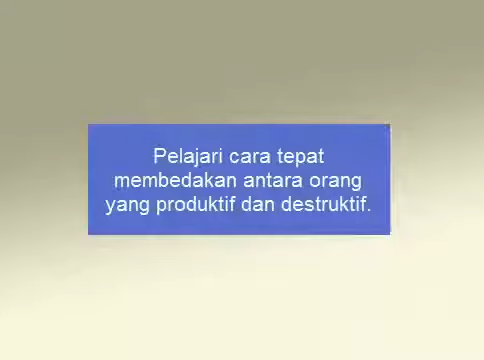 Pelajari cara tepat
membedakan antara orang
yang produktif dan destruktif.